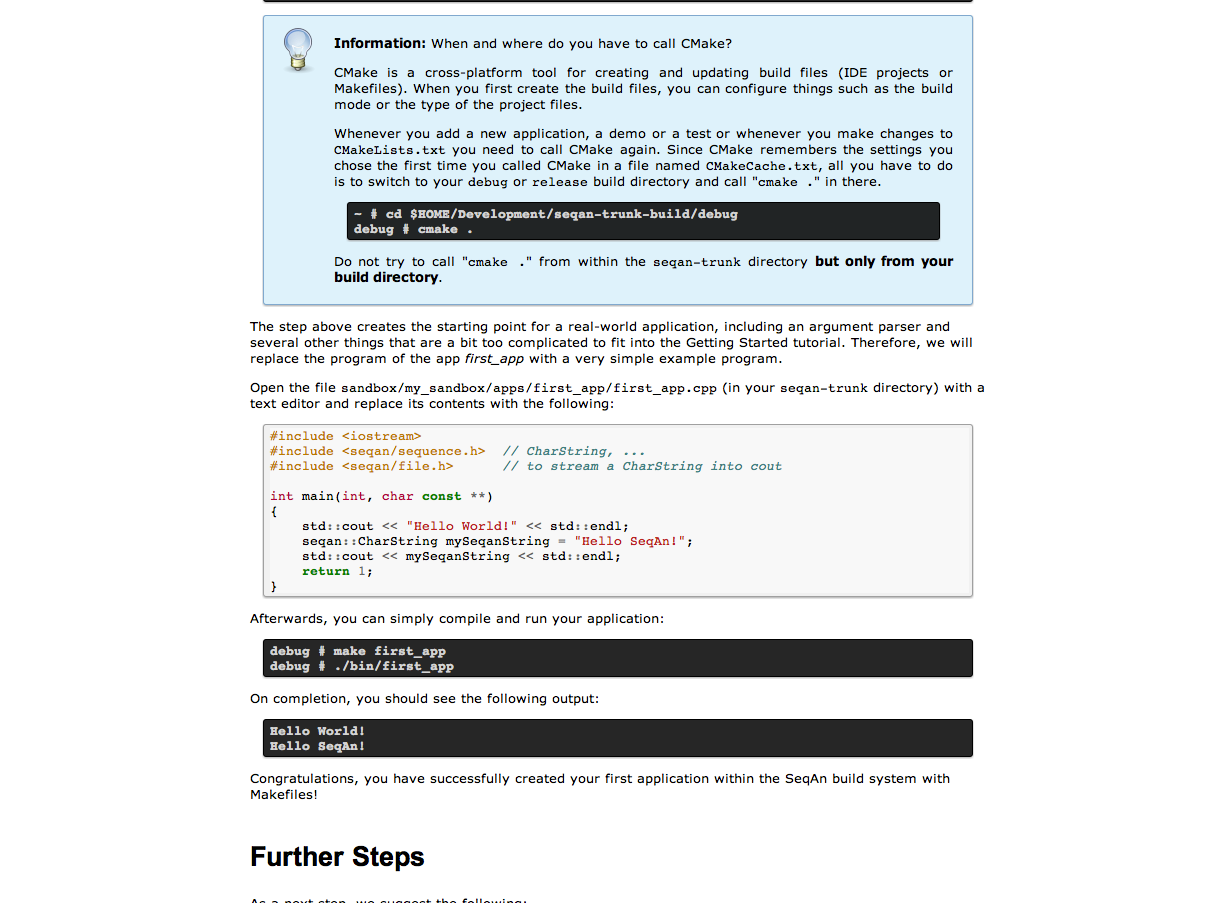 Information: When and where do you have to call CMake?
CMake is a cross-platform tool for creating and updating build files (IDE projects or
Makefiles). When you first create the build files, you can configure things such as the build
mode or the type of the project files.
Whenever you add a new application, a demo or a test or whenever you make changes to
CMakeLists.txt you need to call CMake again. Since CMake remembers the settings you
chose the first time you called CMake in a file named CMakeCache.txt, all you have to do
is to switch to your debug or release build directory and call "cmake ." in there.
~ # cd $HOME/Development/seqan-trunk-build/debug
debug # cmake .
Do not try to call "cmake ." from within the seqan-trunk directory but only from your
build directory.
The step above creates the starting point for a real-world application, including an argument parser and
several other things that are a bit too complicated to fit into the Getting Started tutorial. Therefore, we will
replace the program of the app first_app with a very simple example program.
Open the file sandbox/my_sandbox/apps/first_app/first_app.cpp (in your seqan-trunk directory) with a
text editor and replace its contents with the following:
#include <iostream>
#include <seqan/sequence.h>  // CharString, ...
#include <seqan/file.h>      // to stream a CharString into cout
int main(int, char const **)
{
    std::cout << "Hello World!" << std::endl;
    seqan::CharString mySeqanString = "Hello SeqAn!";
    std::cout << mySeqanString << std::endl;
    return 1;
}
Afterwards, you can simply compile and run your application:
debug # make first_app
debug # ./bin/first_app
On completion, you should see the following output:
Hello World!
Hello SeqAn!
Congratulations, you have successfully created your first application within the SeqAn build system with
Makefiles!
Further Steps
As a next step, we suggest the following: